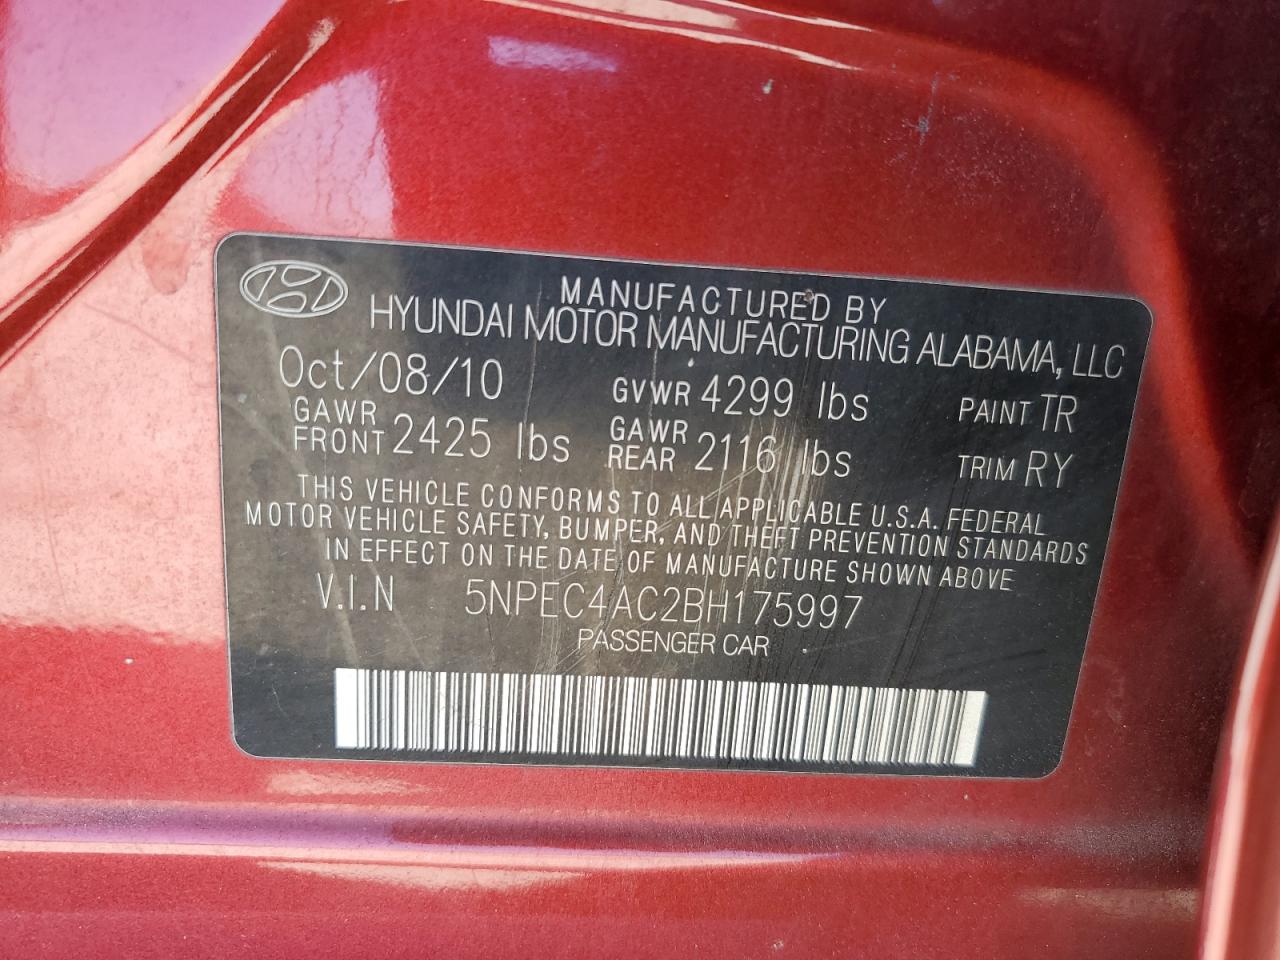 MANUFACTURED BY
HYUNDAI MOTOR MANUFACTURING ALABAMA, LLC
Oct/08/10 GVWR 4299 lbs PAINT TR
GAWR FRONT 2425 lbs GAWR REAR 2116 lbs TRIM RY
THIS VEHICLE CONFORMS TO ALL APPLICABLE U.S.A. FEDERAL
MOTOR VEHICLE SAFETY, BUMPER, AND THEFT PREVENTION STANDARDS
IN EFFECT ON THE DATE OF MANUFACTURE SHOWN ABOVE
V.I.N 5NPEC4AC2BH175997
PASSENGER CAR